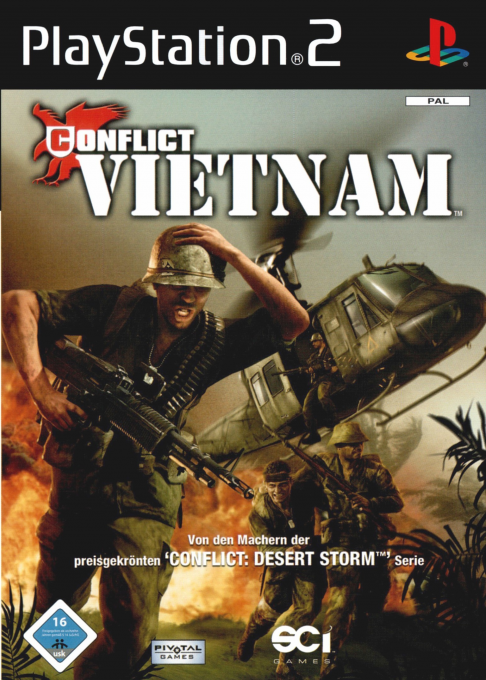 PlayStation®2
PAL
CONFLICT
VIETNAM™
Von den Machern der
preisgekrönten 'CONFLICT: DESERT STORM™' Serie
16
usk
PIVOTAL
GAMES
SCi
GAMES